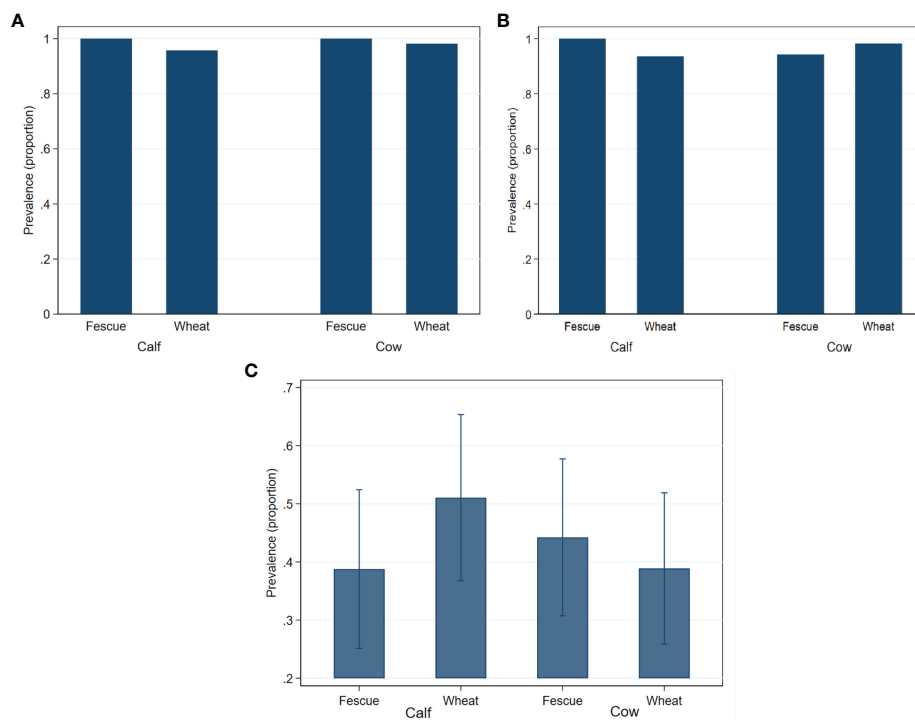 A
Prevalence (proportion)
1
.8
.6
.4
.2
0
Fescue Wheat Fescue Wheat
Calf Cow
B
Prevalence (proportion)
1
.8
.6
.4
.2
0
Fescue Wheat Fescue Wheat
Calf Cow
C
Prevalence (proportion)
.7
.6
.5
.4
.3
.2
Fescue Wheat Fescue Wheat
Calf Cow